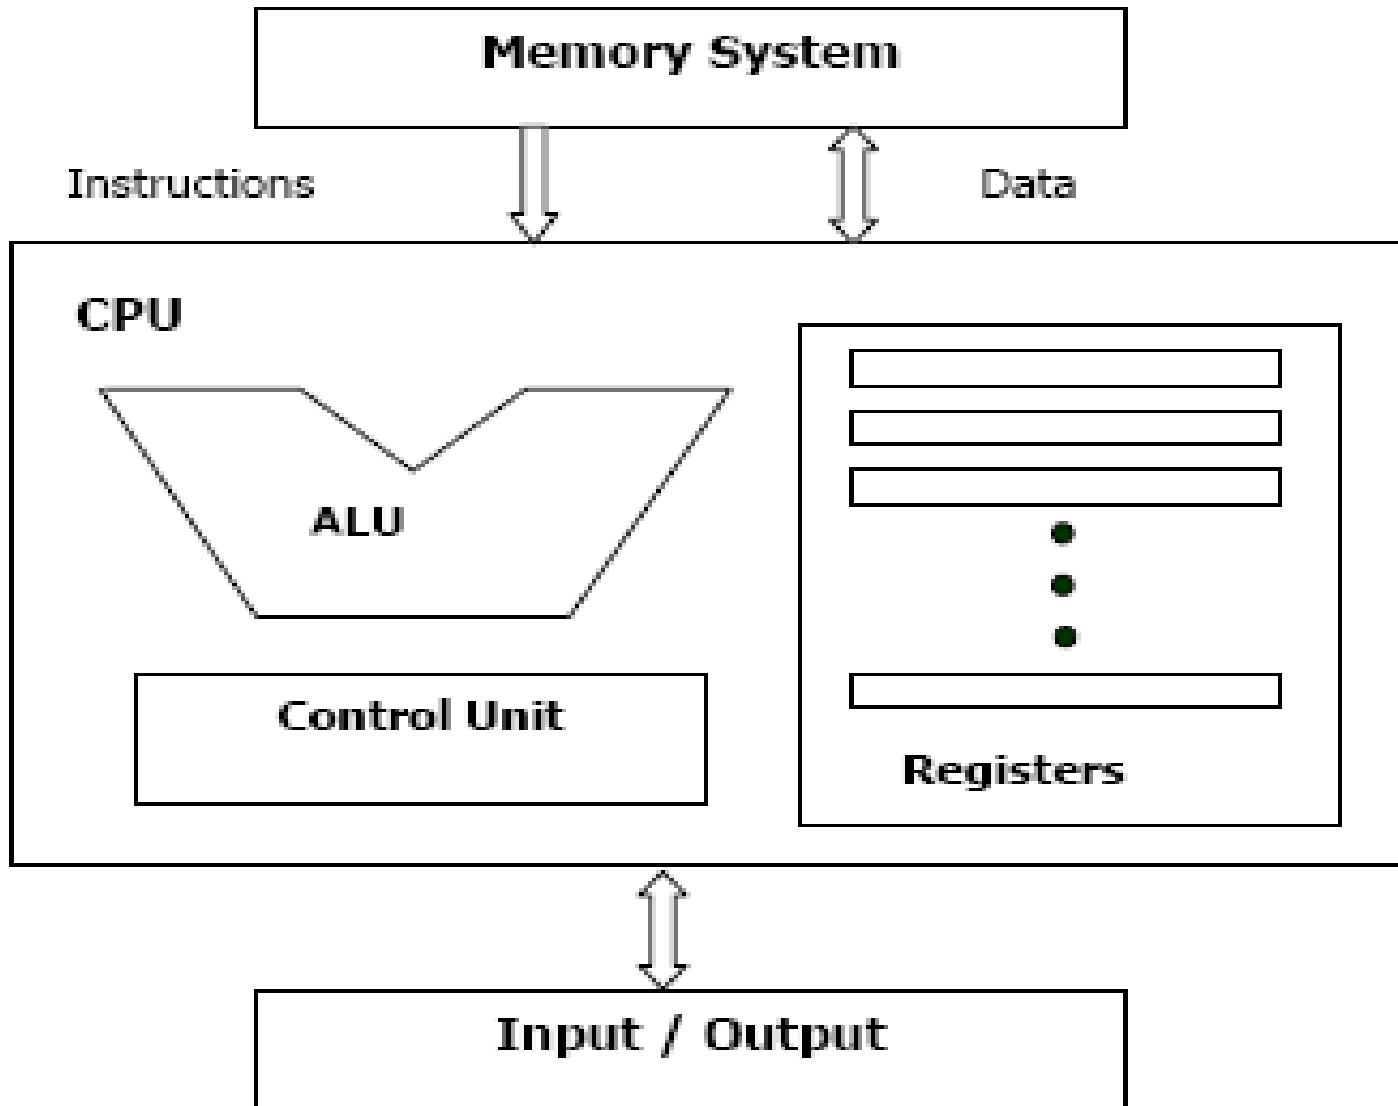 Memory System
Instructions
Data
CPU
ALU
Control Unit
Registers
Input / Output